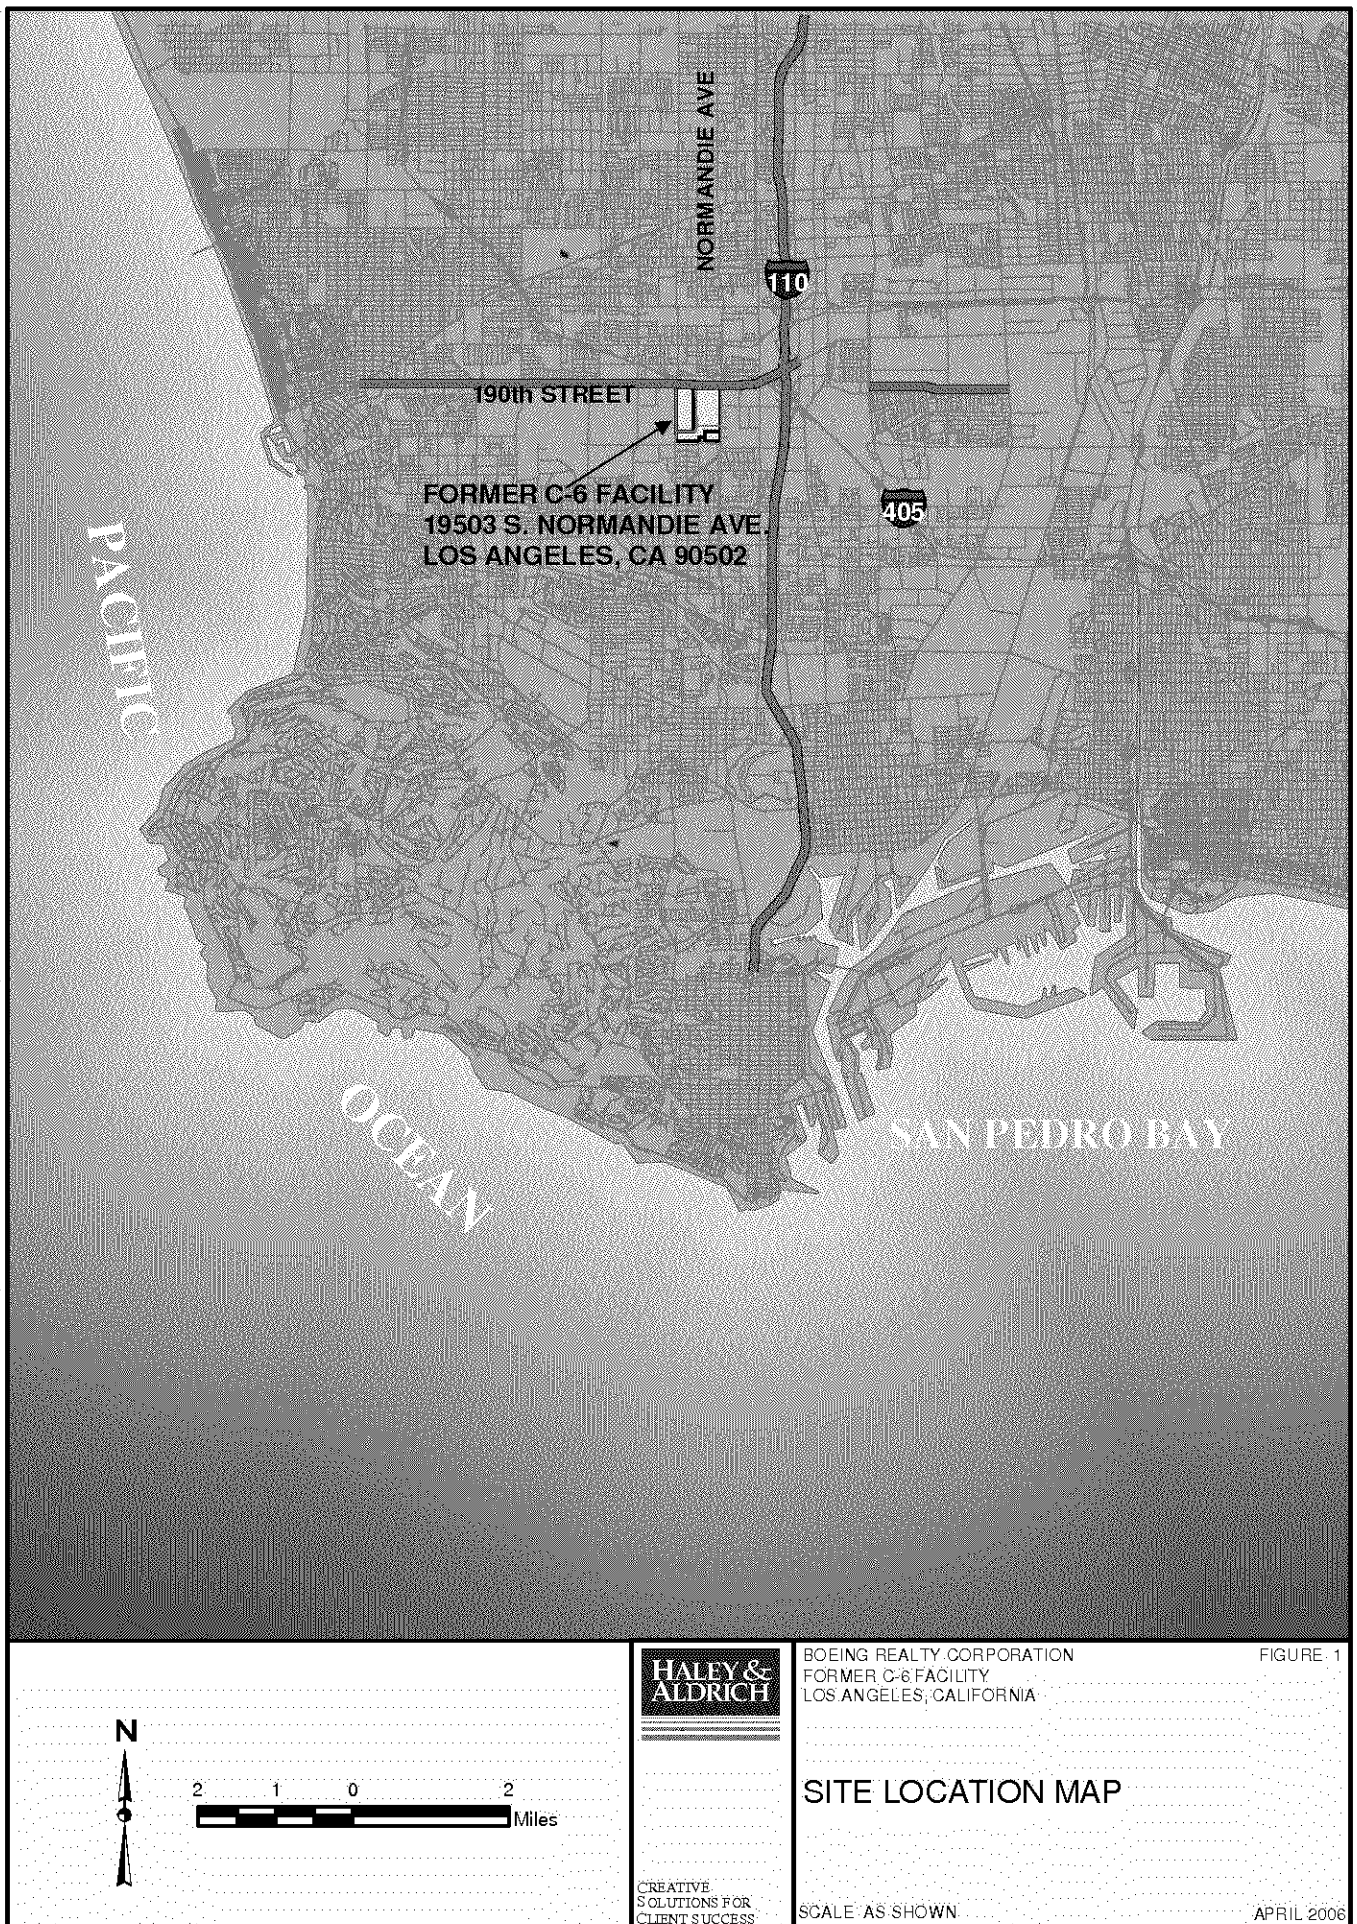 NORMANDIE AVE
110
190th STREET
FORMER C-6 FACILITY
19503 S. NORMANDIE AVE.
LOS ANGELES, CA 90502
405
PACIFIC
OCEAN
SAN PEDRO BAY
N
2 1 0 2
Miles
HALEY &
ALDRICH
CREATIVE
SOLUTIONS FOR
CLIENT SUCCESS
BOEING REALTY CORPORATION
FORMER C-6 FACILITY
LOS ANGELES, CALIFORNIA
FIGURE 1
SITE LOCATION MAP
SCALE AS SHOWN
APRIL 2006